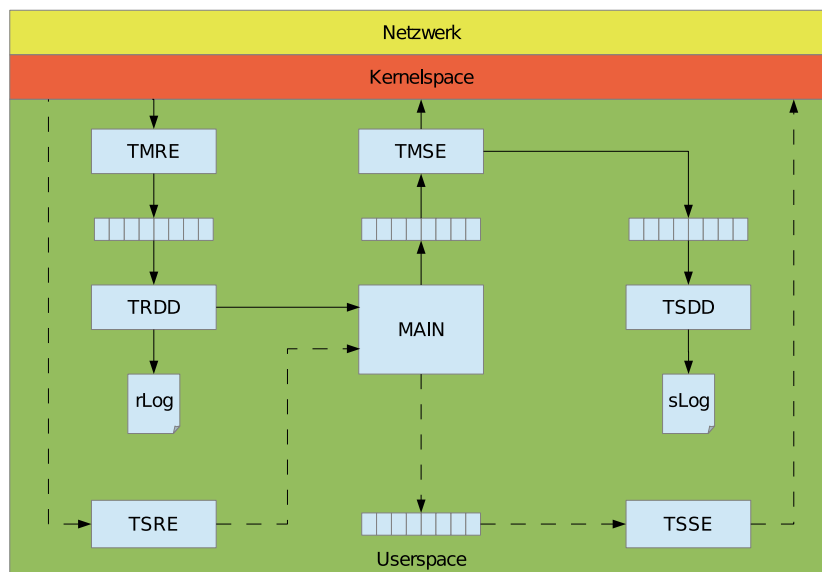 Netzwerk
Kernelspace
TMRE
TMSE
TRDD
MAIN
TSDD
rLog
sLog
TSRE
TSSE
Userspace